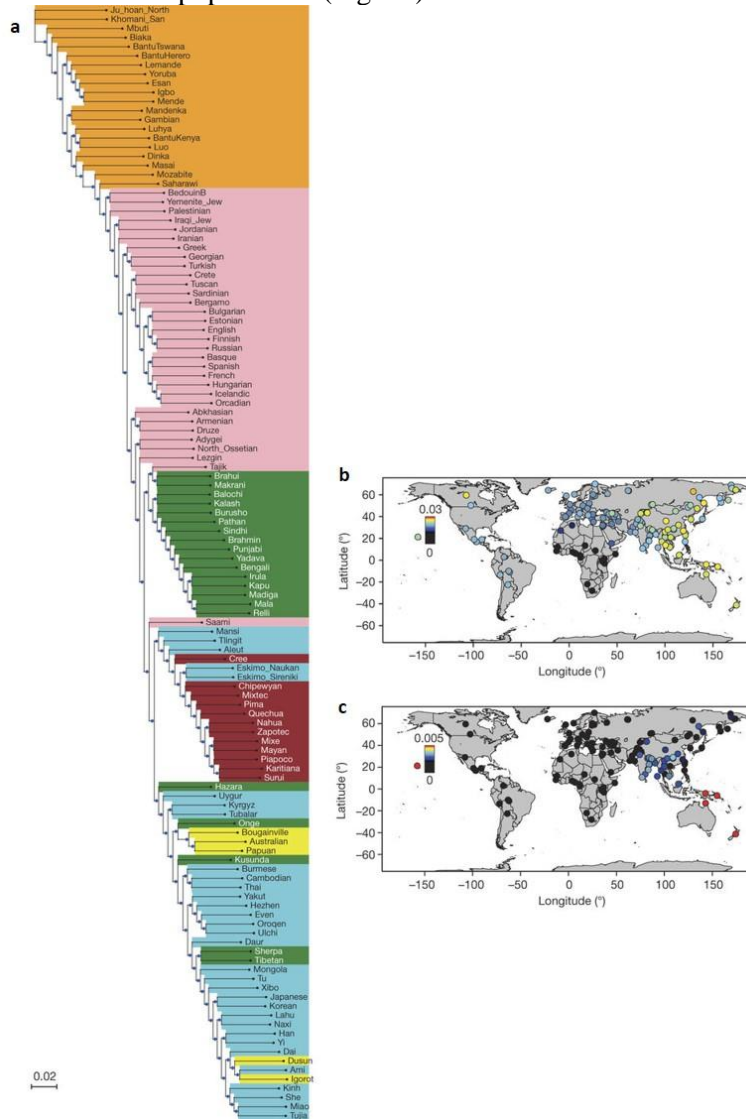 a
Ju_hoan_North
Khomani_San
Mbuti
Biaka
BantuTswana
BantuHerero
Lemande
Yoruba
Esan
Igbo
Mende
Mandenka
Gambian
Luhya
BantuKenya
Luo
Dinka
Masai
Mozabite
Saharawi
BedouinB
Yemenite_Jew
Palestinian
Iraqi_Jew
Jordanian
Iranian
Greek
Georgian
Turkish
Crete
Tuscan
Sardinian
Bergamo
Bulgarian
Estonian
English
Finnish
Russian
Basque
Spanish
French
Hungarian
Icelandic
Orcadian
Abkhasian
Armenian
Druze
Adygei
North_Ossetian
Lezgin
Tajik
Brahui
Makrani
Balochi
Kalash
Burusho
Pathan
Sindhi
Brahmin
Punjabi
Yadava
Bengali
Irula
Kapu
Madiga
Mala
Relli
Saami
Mansi
Tlingit
Aleut
Cree
Eskimo_Naukan
Eskimo_Sireniki
Chipewyan
Mixtec
Pima
Quechua
Nahua
Zapotec
Mixe
Mayan
Piapoco
Karitiana
Surui
Hazara
Uygur
Kyrgyz
Tubalar
Onge
Bougainville
Australian
Papuan
Kusunda
Burmese
Cambodian
Thai
Yakut
Hezhen
Even
Oroqen
Ulchi
Daur
Sherpa
Tibetan
Mongola
Tu
Xibo
Japanese
Korean
Lahu
Naxi
Han
Yi
Dai
Dusun
Ami
Igorot
Kinh
She
Miao
Tujia
0.02
b
60
40
20
0
−20
−40
−60
Latitude (°)
0.03
0
−150 −100 −50 0 50 100 150
Longitude (°)
c
60
40
20
0
−20
−40
−60
Latitude (°)
0.005
0
−150 −100 −50 0 50 100 150
Longitude (°)